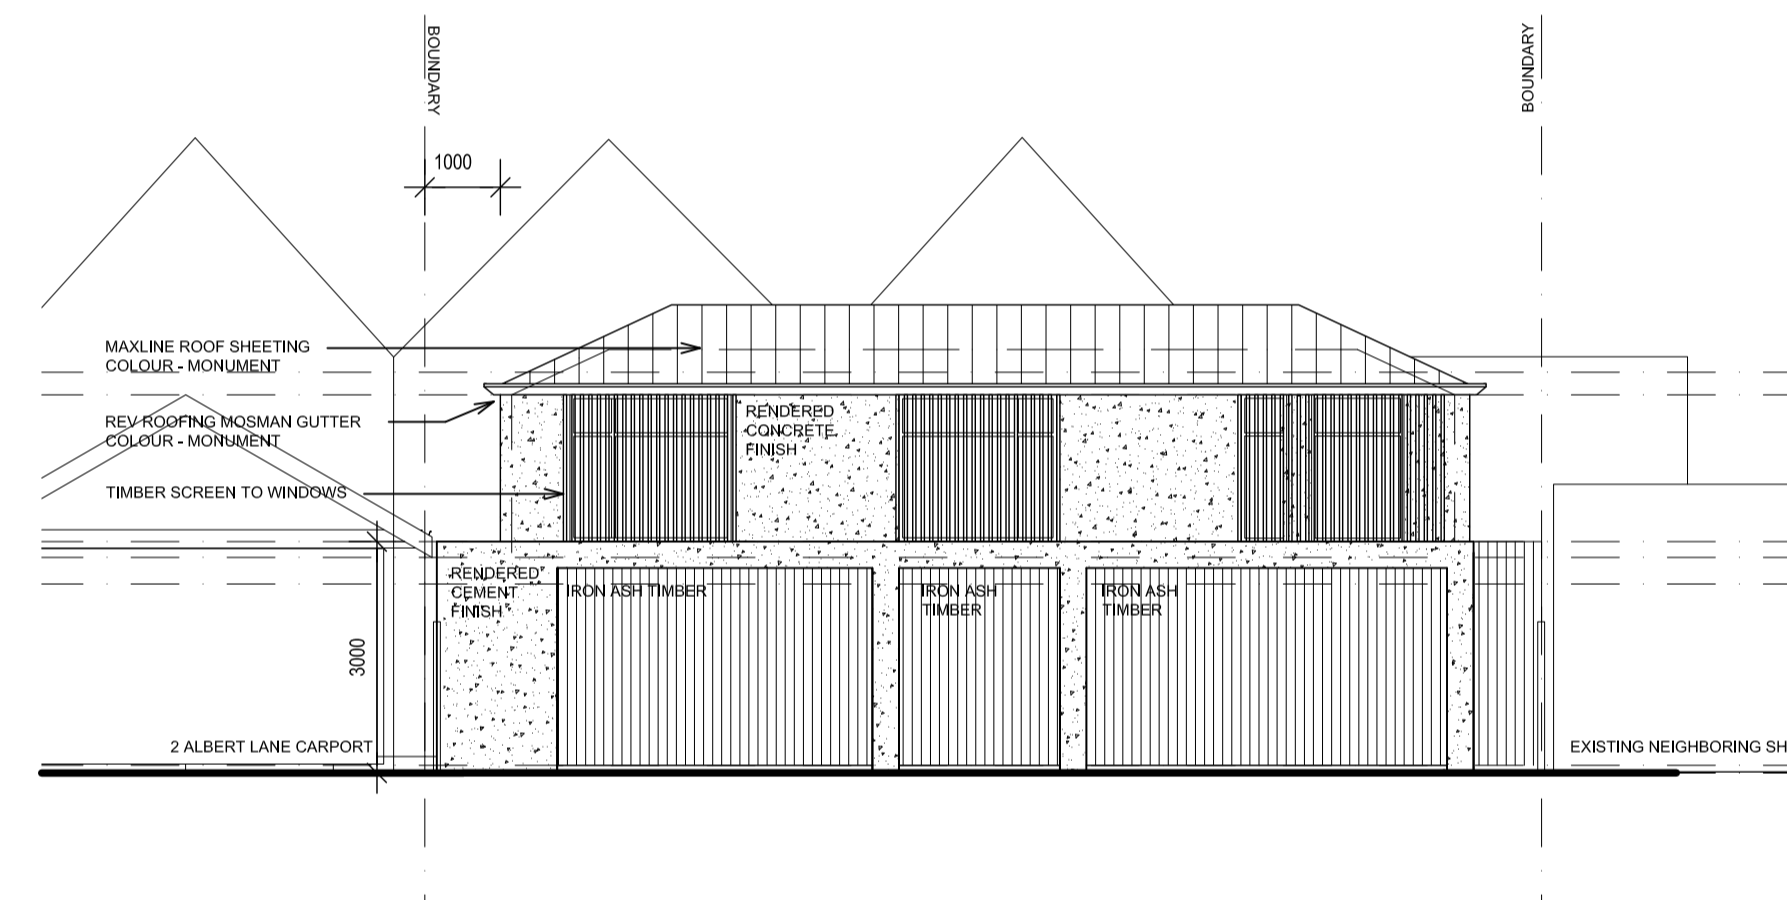 BOUNDARY
BOUNDARY
1000
MAXLINE ROOF SHEETING
COLOUR - MONUMENT
REV ROOFING MOSMAN GUTTER
COLOUR - MONUMENT
RENDERED
CONCRETE
FINISH
TIMBER SCREEN TO WINDOWS
RENDERED
CEMENT
FINISH
IRON ASH TIMBER
IRON ASH
TIMBER
IRON ASH
TIMBER
3000
2 ALBERT LANE CARPORT
EXISTING NEIGHBORING SH